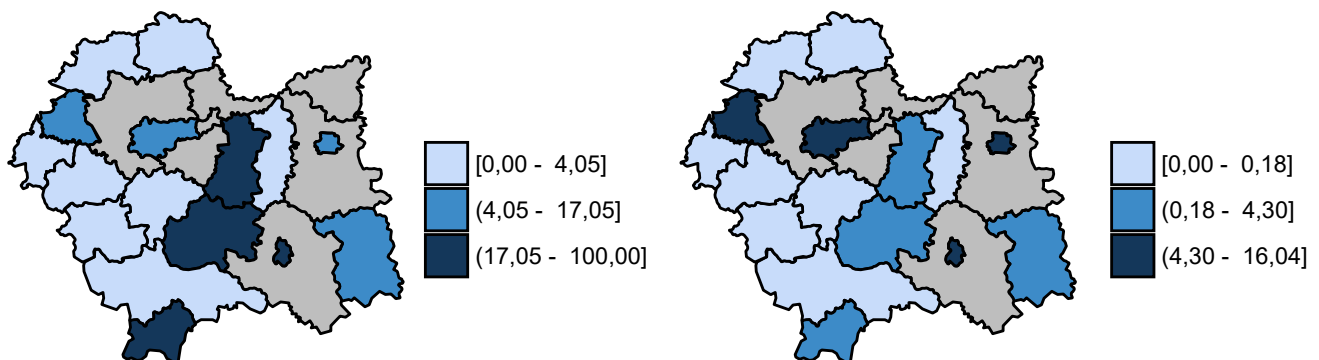 [0,00 - 4,05]
(4,05 - 17,05]
(17,05 - 100,00]
[0,00 - 0,18]
(0,18 - 4,30]
(4,30 - 16,04]